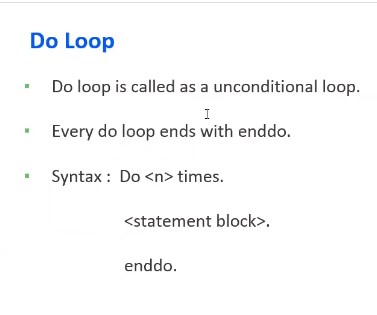 Do Loop
Do loop is called as a unconditional loop.
Every do loop ends with enddo.
Syntax : Do <n> times.
<statement block>.
enddo.